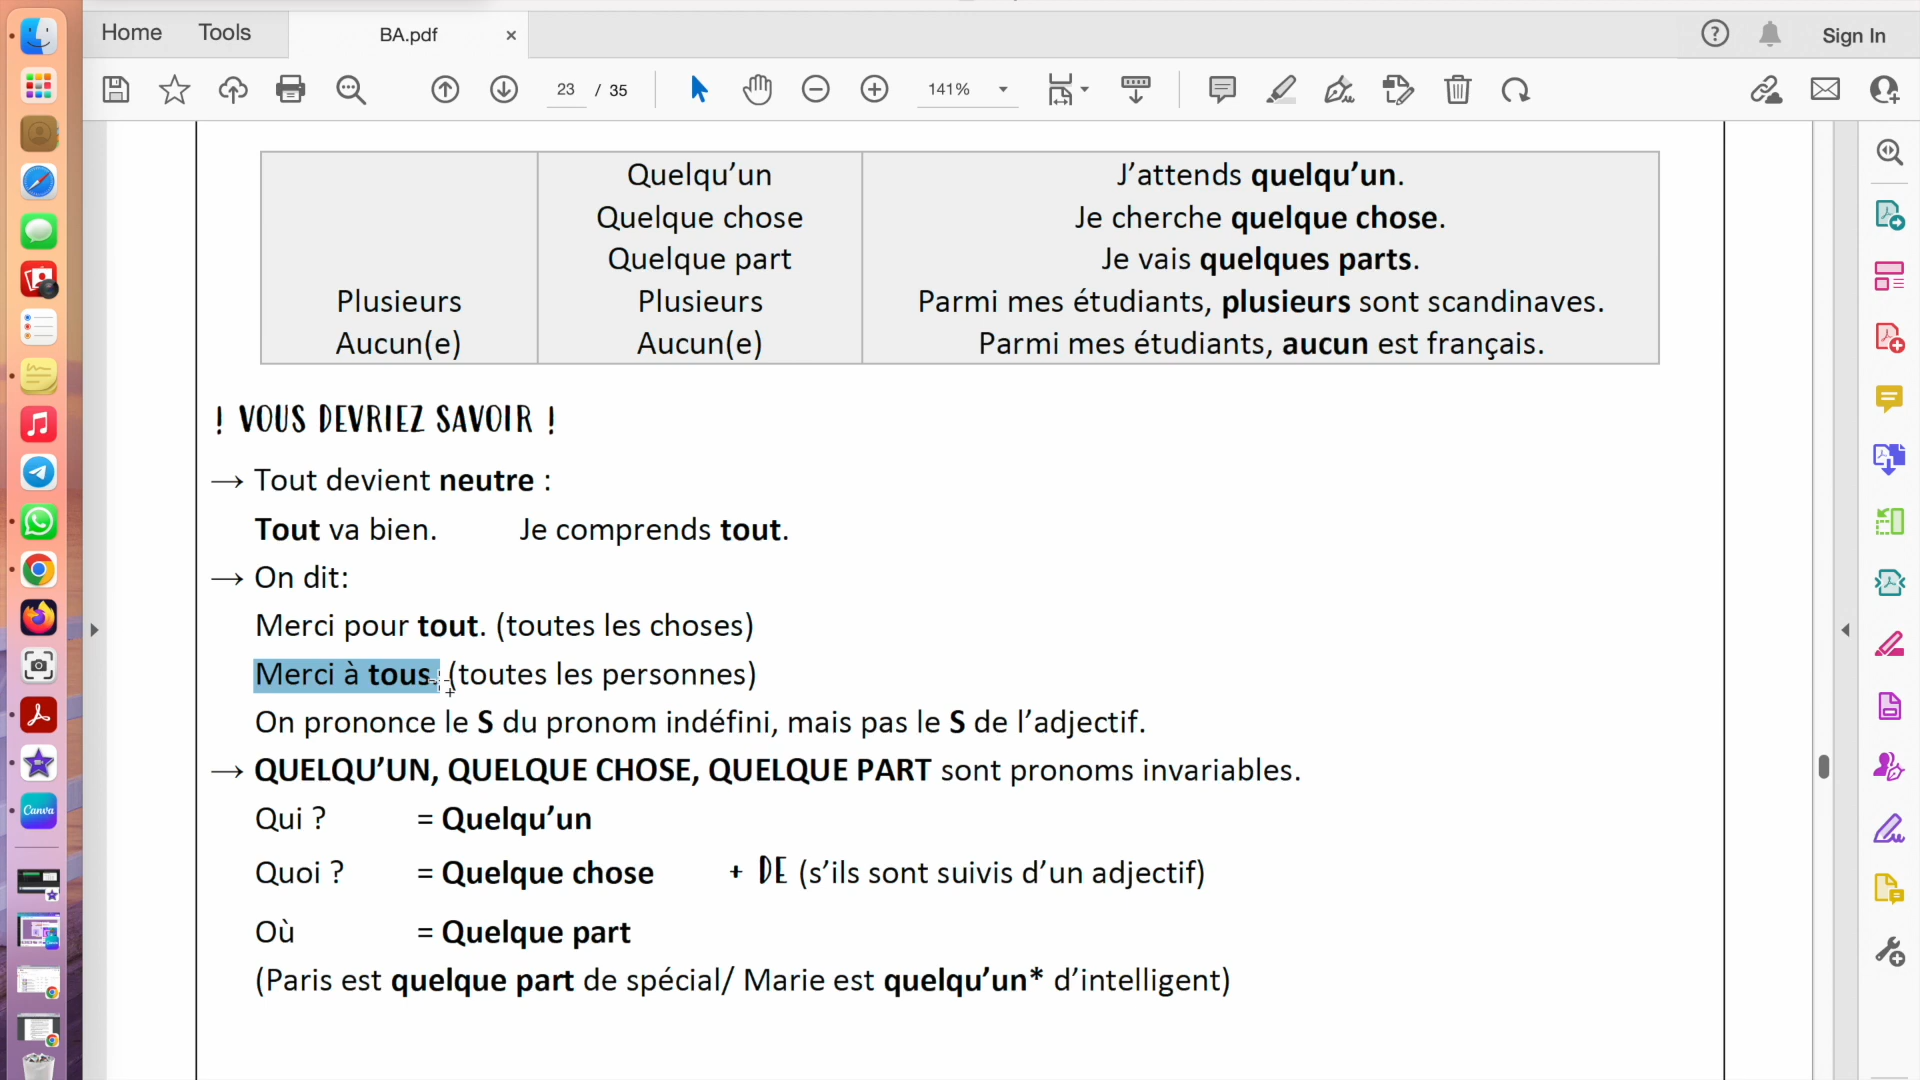 Home Tools BA.pdf × Sign In
23 / 35 141%
Quelqu’un J’attends quelqu’un.
Quelque chose Je cherche quelque chose.
Quelque part Je vais quelques parts.
Plusieurs Plusieurs Parmi mes étudiants, plusieurs sont scandinaves.
Aucun(e) Aucun(e) Parmi mes étudiants, aucun est français.
! VOUS DEVRIEZ SAVOIR !
→ Tout devient neutre :
Tout va bien. Je comprends tout.
→ On dit:
Merci pour tout. (toutes les choses)
Merci à tous. (toutes les personnes)
On prononce le S du pronom indéfini, mais pas le S de l’adjectif.
→ QUELQU’UN, QUELQUE CHOSE, QUELQUE PART sont pronoms invariables.
Qui ? = Quelqu’un
Quoi ? = Quelque chose + DE (s’ils sont suivis d’un adjectif)
Où = Quelque part
(Paris est quelque part de spécial/ Marie est quelqu’un* d’intelligent)
Canva